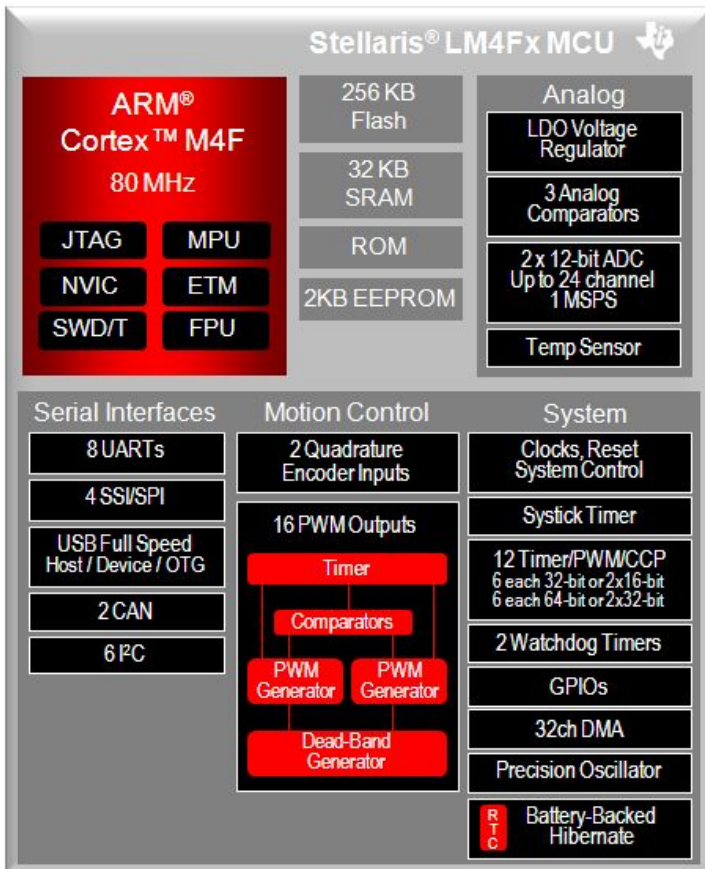 Stellaris® LM4Fx MCU
ARM®
Cortex™ M4F
80 MHz
JTAG
MPU
NVIC
ETM
SWD/T
FPU
256 KB
Flash
32 KB
SRAM
ROM
2KB EEPROM
Analog
LDO Voltage
Regulator
3 Analog
Comparators
2 x 12-bit ADC
Up to 24 channel
1 MSPS
Temp Sensor
Serial Interfaces
8 UARTs
4 SSI/SPI
USB Full Speed
Host / Device / OTG
2 CAN
6 I²C
Motion Control
2 Quadrature
Encoder Inputs
16 PWM Outputs
Timer
Comparators
PWM
Generator
PWM
Generator
Dead-Band
Generator
System
Clocks, Reset
System Control
Systick Timer
12 Timer/PWM/CCP
6 each 32-bit or 2x16-bit
6 each 64-bit or 2x32-bit
2 Watchdog Timers
GPIOs
32ch DMA
Precision Oscillator
RTC
Battery-Backed
Hibernate